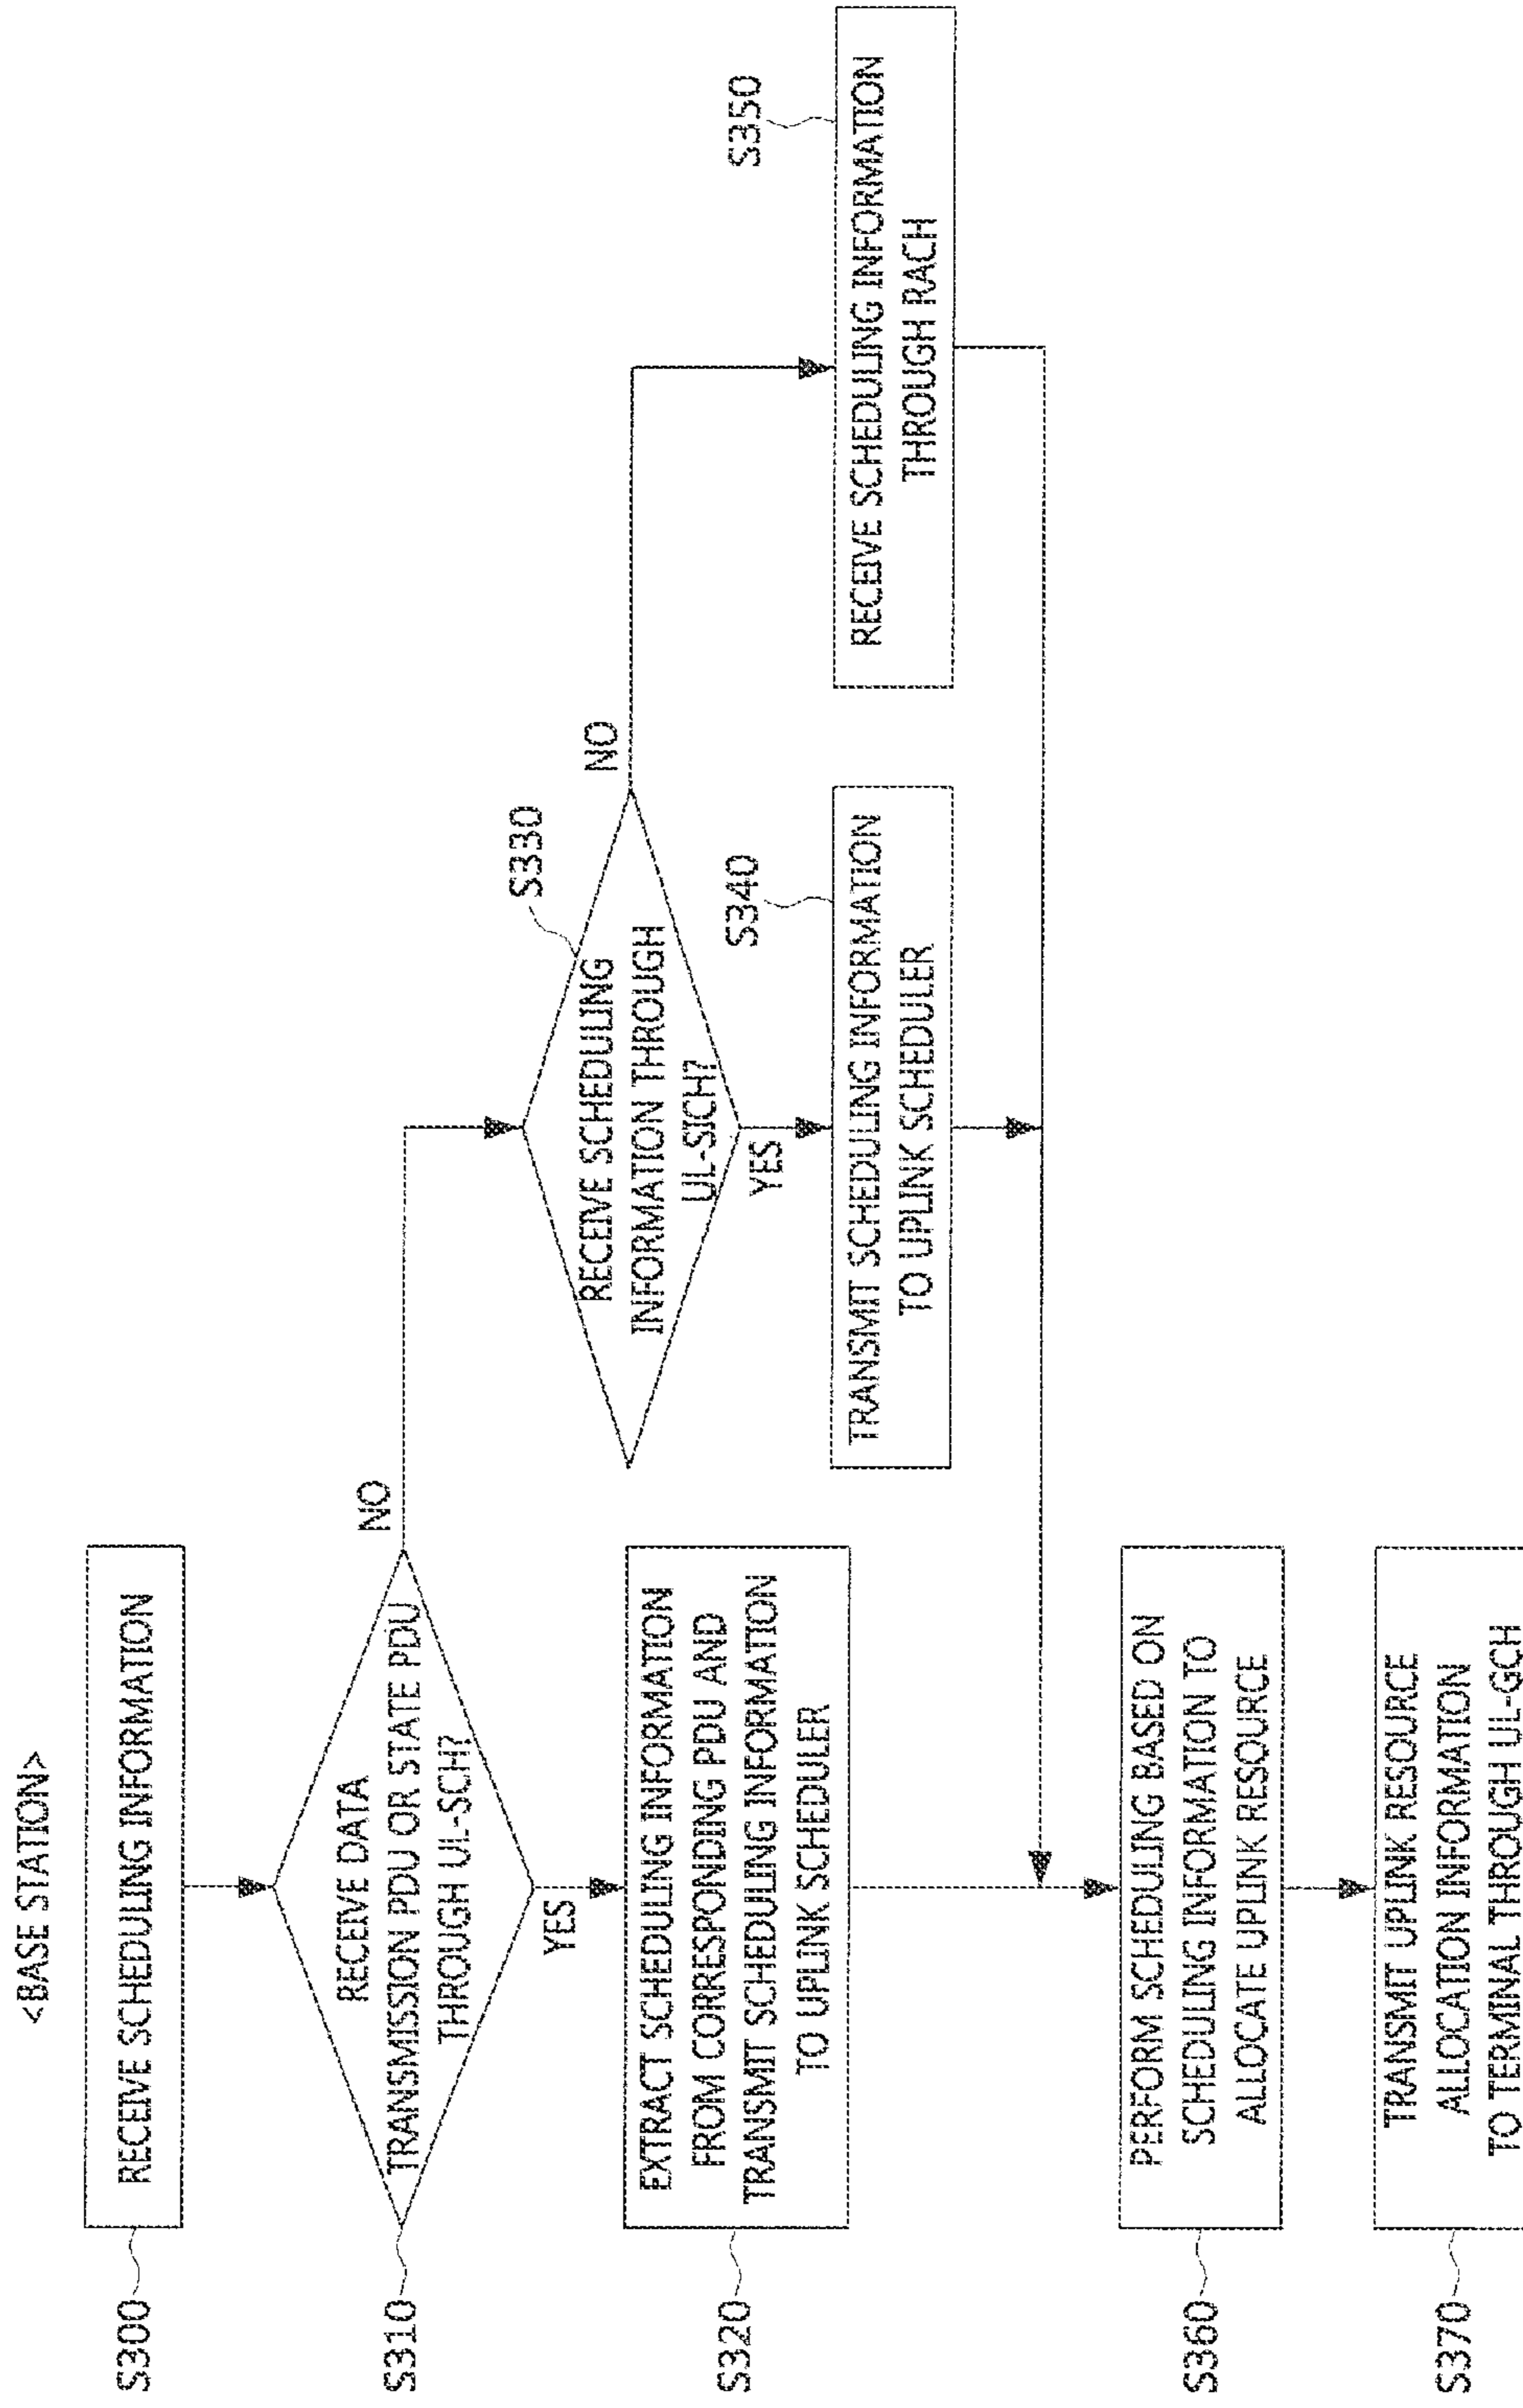 <BASE STATION>
S300
RECEIVE SCHEDULING INFORMATION
S310
RECEIVE DATA
TRANSMISSION PDU OR STATE PDU
THROUGH UL-SCH?
NO
YES
S320
EXTRACT SCHEDULING INFORMATION
FROM CORRESPONDING PDU AND
TRANSMIT SCHEDULING INFORMATION
TO UPLINK SCHEDULER
S330
RECEIVE SCHEDULING
INFORMATION THROUGH
UL-SICH?
NO
YES
S340
TRANSMIT SCHEDULING INFORMATION
TO UPLINK SCHEDULER
S350
RECEIVE SCHEDULING INFORMATION
THROUGH RACH
S360
PERFORM SCHEDULING BASED ON
SCHEDULING INFORMATION TO
ALLOCATE UPLINK RESOURCE
S370
TRANSMIT UPLINK RESOURCE
ALLOCATION INFORMATION
TO TERMINAL THROUGH UL-GCH